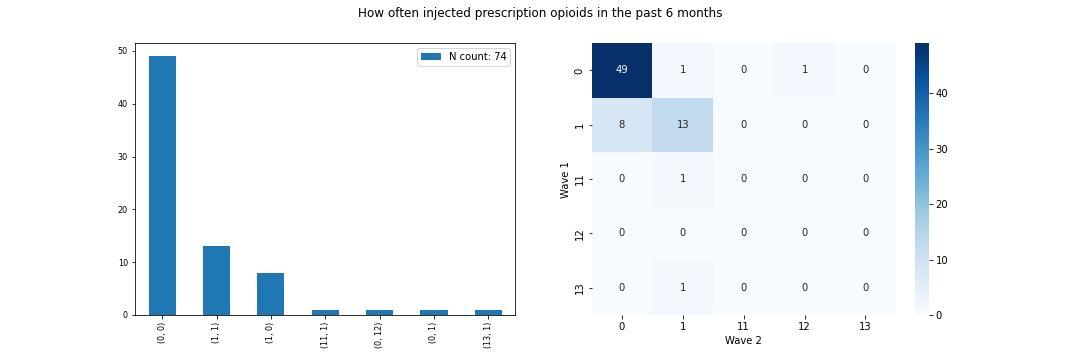 How often injected prescription opioids in the past 6 months
50
40
30
20
10
0
N count: 74
(0, 0)
(1, 1)
(1, 0)
(11, 1)
(0, 12)
(0, 1)
(13, 1)
Wave 1
0
49 1 0 1 0
1
8 13 0 0 0
11
0 1 0 0 0
12
0 0 0 0 0
13
0 1 0 0 0
0 1 11 12 13
Wave 2
40
30
20
10
0